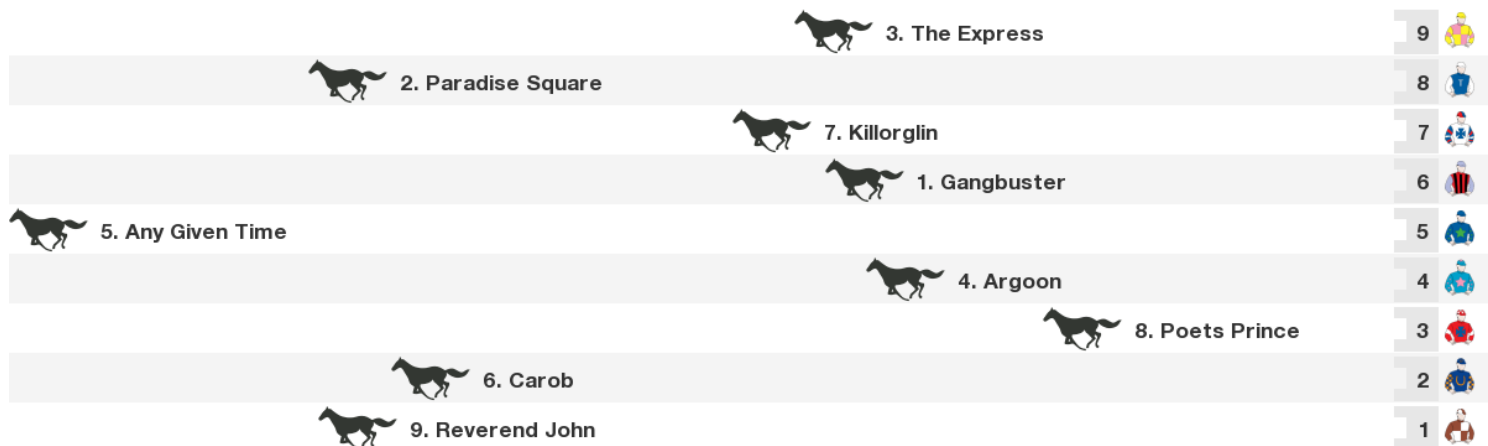 3. The Express 9
2. Paradise Square 8 T
7. Killorglin 7
1. Gangbuster 6
5. Any Given Time 5
4. Argoon 4
8. Poets Prince 3
6. Carob 2 U
9. Reverend John 1